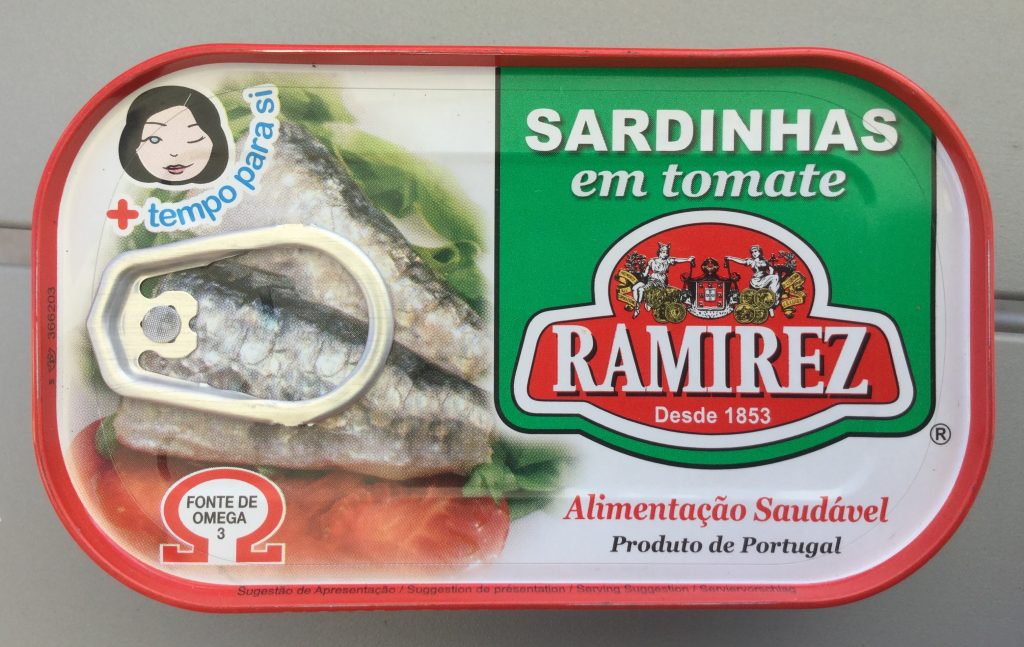 + tempo para si
SARDINHAS
em tomate
RAMIREZ
Desde 1853
®
FONTE DE
OMEGA
3
Alimentação Saudável
Produto de Portugal
Sugestão de Apresentação / Suggestion de présentation / Serving Suggestion / Serviervorschlag
366203